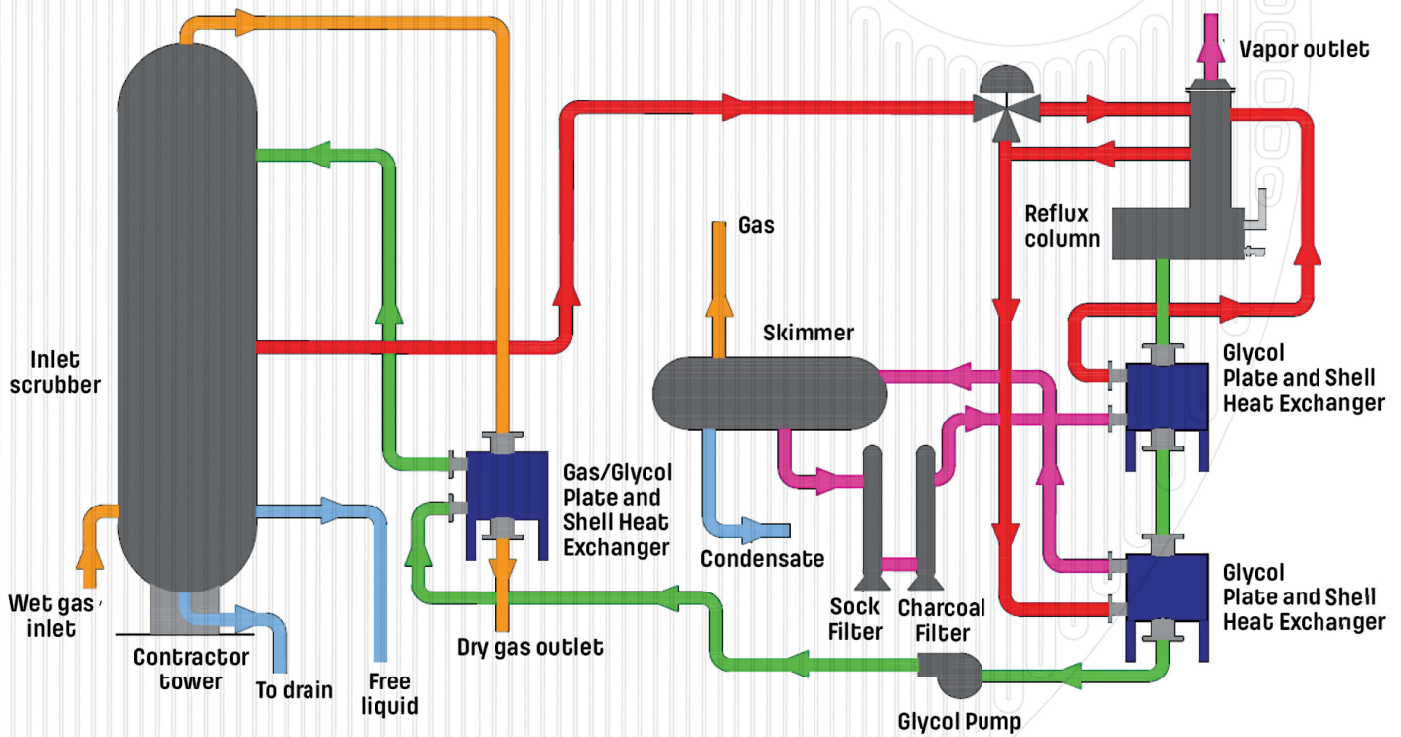 Vapor outlet
Reflux
column
Gas
Skimmer
Inlet
scrubber
Glycol
Plate and Shell
Heat Exchanger
Gas/Glycol
Plate and
Shell Heat
Exchanger
Condensate
Glycol
Plate and Shell
Heat Exchanger
Wet gas
inlet
Sock
Filter
Charcoal
Filter
Dry gas outlet
Contractor
tower
To drain
Free
liquid
Glycol Pump